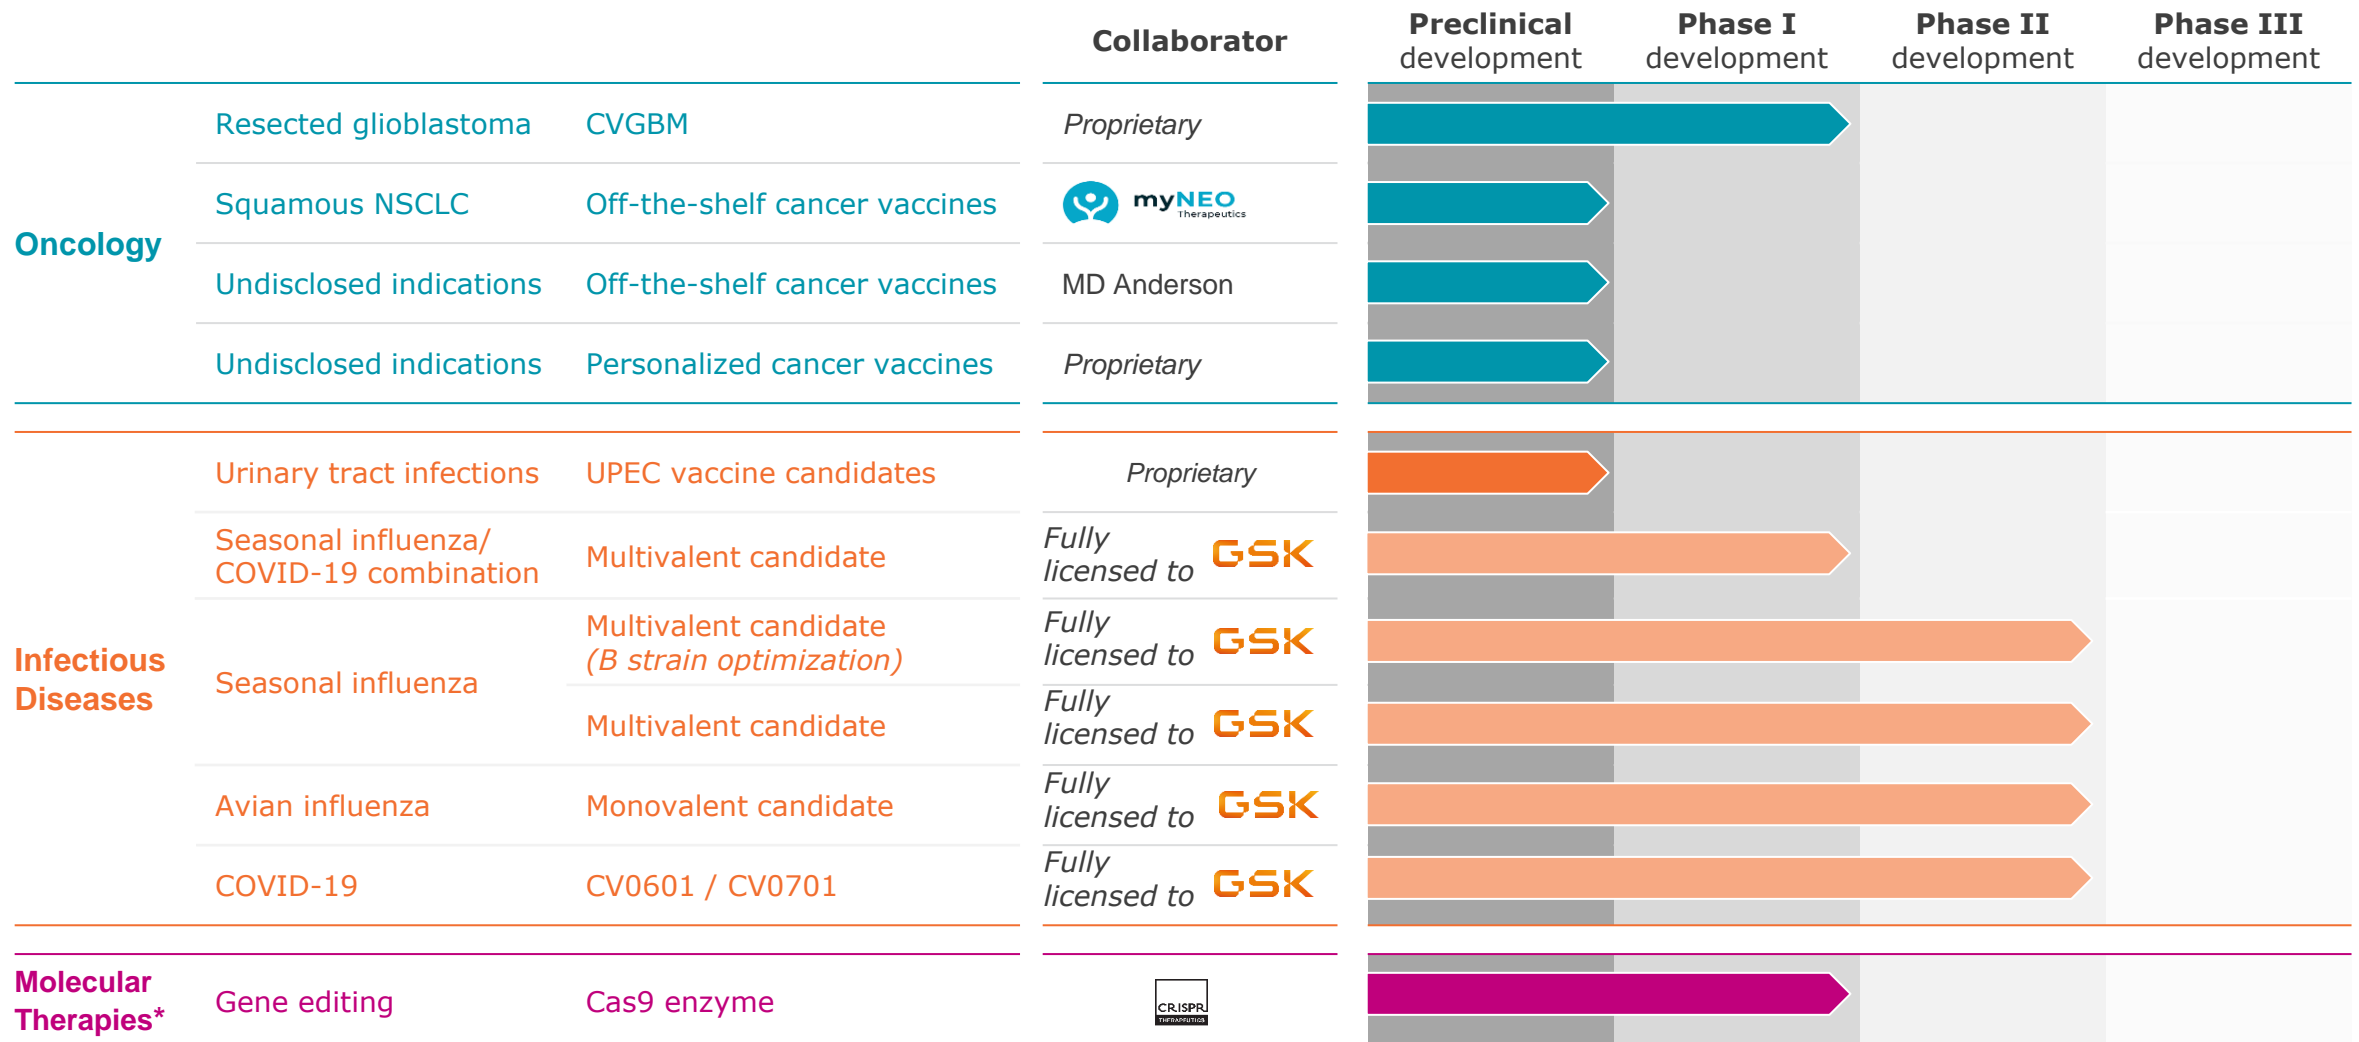 Collaborator
Preclinical
development
Phase I
development
Phase II
development
Phase III
development
Oncology
Resected glioblastoma
CVGBM
Proprietary
Squamous NSCLC
Off-the-shelf cancer vaccines
myNEO
Therapeutics
Undisclosed indications
Off-the-shelf cancer vaccines
MD Anderson
Undisclosed indications
Personalized cancer vaccines
Proprietary
Infectious
Diseases
Urinary tract infections
UPEC vaccine candidates
Proprietary
Seasonal influenza/
COVID-19 combination
Multivalent candidate
Fully
licensed to GSK
Seasonal influenza
Multivalent candidate
(B strain optimization)
Fully
licensed to GSK
Multivalent candidate
Fully
licensed to GSK
Avian influenza
Monovalent candidate
Fully
licensed to GSK
COVID-19
CV0601 / CV0701
Fully
licensed to GSK
Molecular
Therapies*
Gene editing
Cas9 enzyme
CRISPR
THERAPEUTICS